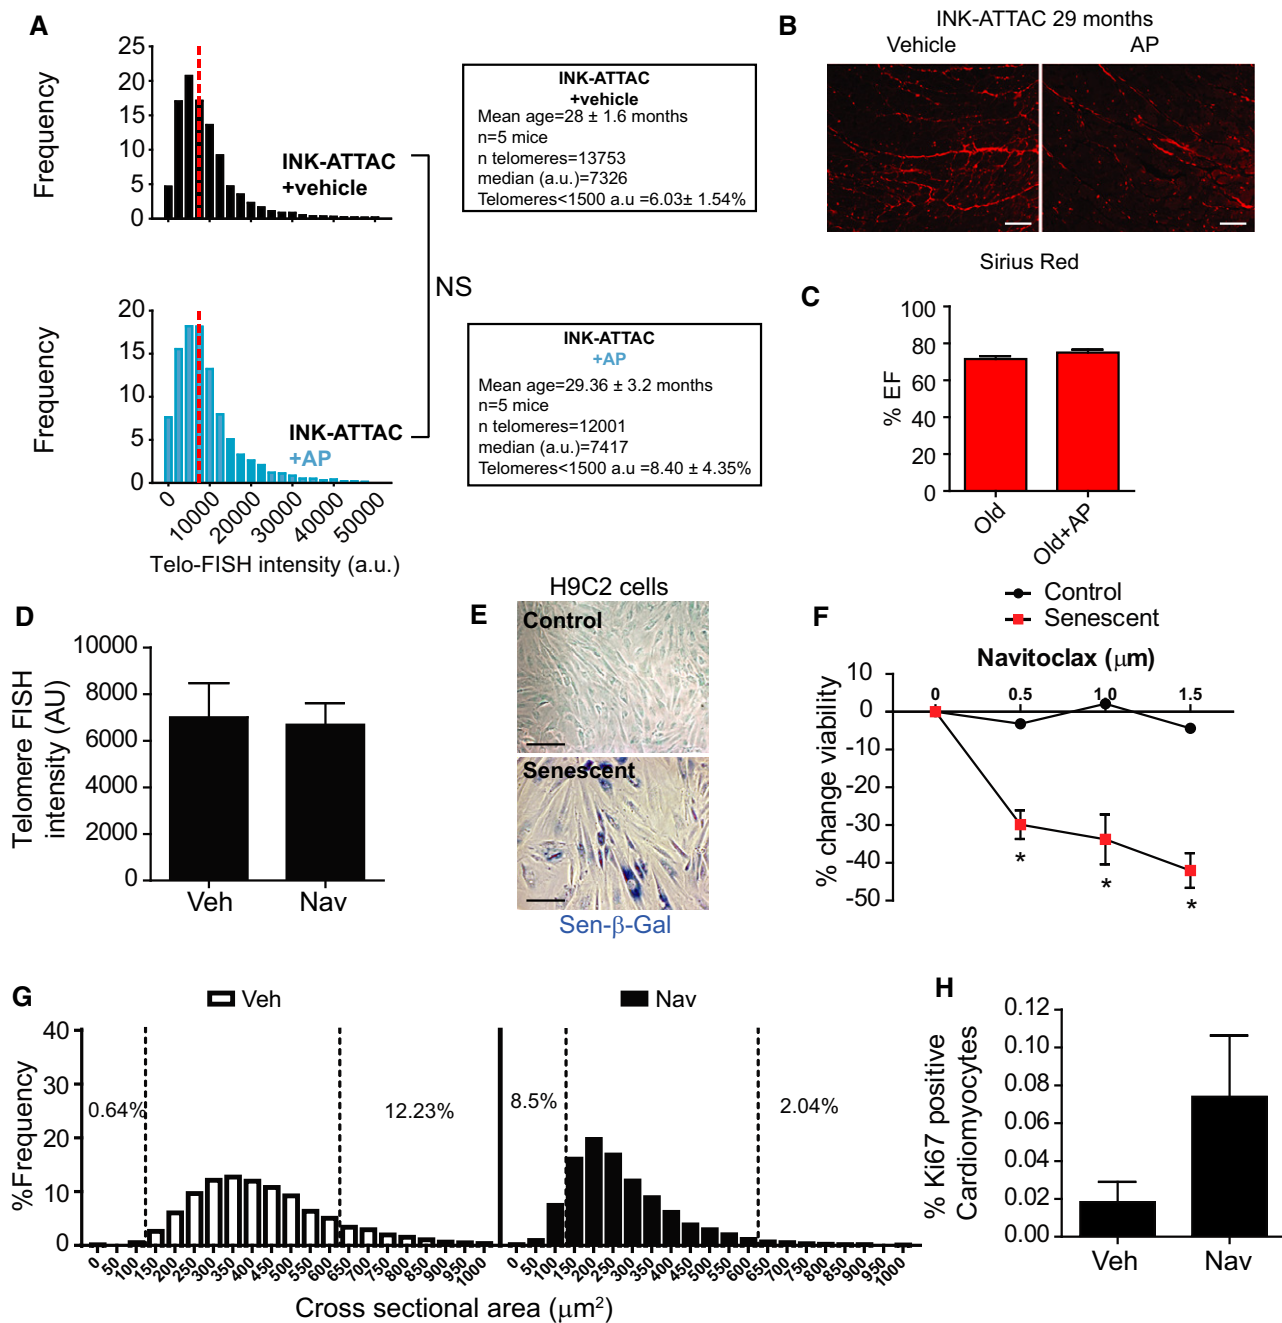 A
25
20
15
10
5
0
Frequency
INK-ATTAC
+vehicle
INK-ATTAC
+vehicle
Mean age=28 ± 1.6 months
n=5 mice
n telomeres=13753
median (a.u.)=7326
Telomeres<1500 a.u =6.03± 1.54%
NS
20
15
10
5
0
Frequency
INK-ATTAC
+AP
0
10000
20000
30000
40000
50000
Telo-FISH intensity (a.u.)
INK-ATTAC
+AP
Mean age=29.36 ± 3.2 months
n=5 mice
n telomeres=12001
median (a.u.)=7417
Telomeres<1500 a.u =8.40 ± 4.35%
B
INK-ATTAC 29 months
Vehicle AP
Sirius Red
C
100
80
60
40
20
0
% EF
Old
Old+AP
D
10000
8000
6000
4000
2000
0
Telomere FISH
intensity (AU)
Veh Nav
E
H9C2 cells
Control
Senescent
Sen-β-Gal
F
Control
Senescent
Navitoclax (μm)
0 0.5 1.0 1.5
10
0
-10
-20
-30
-40
-50
% change viability
*
*
*
G
Veh
Nav
40
30
20
10
0
%Frequency
0.64%
12.23%
8.5%
2.04%
0 50 100 150 200 250 300 350 400 450 500 550 600 650 700 750 800 850 900 950 1000
0 50 100 150 200 250 300 350 400 450 500 550 600 650 700 750 800 850 900 950 1000
Cross sectional area (μm²)
H
0.12
0.10
0.08
0.06
0.04
0.02
0.00
% Ki67 positive
Cardiomyocytes
Veh Nav